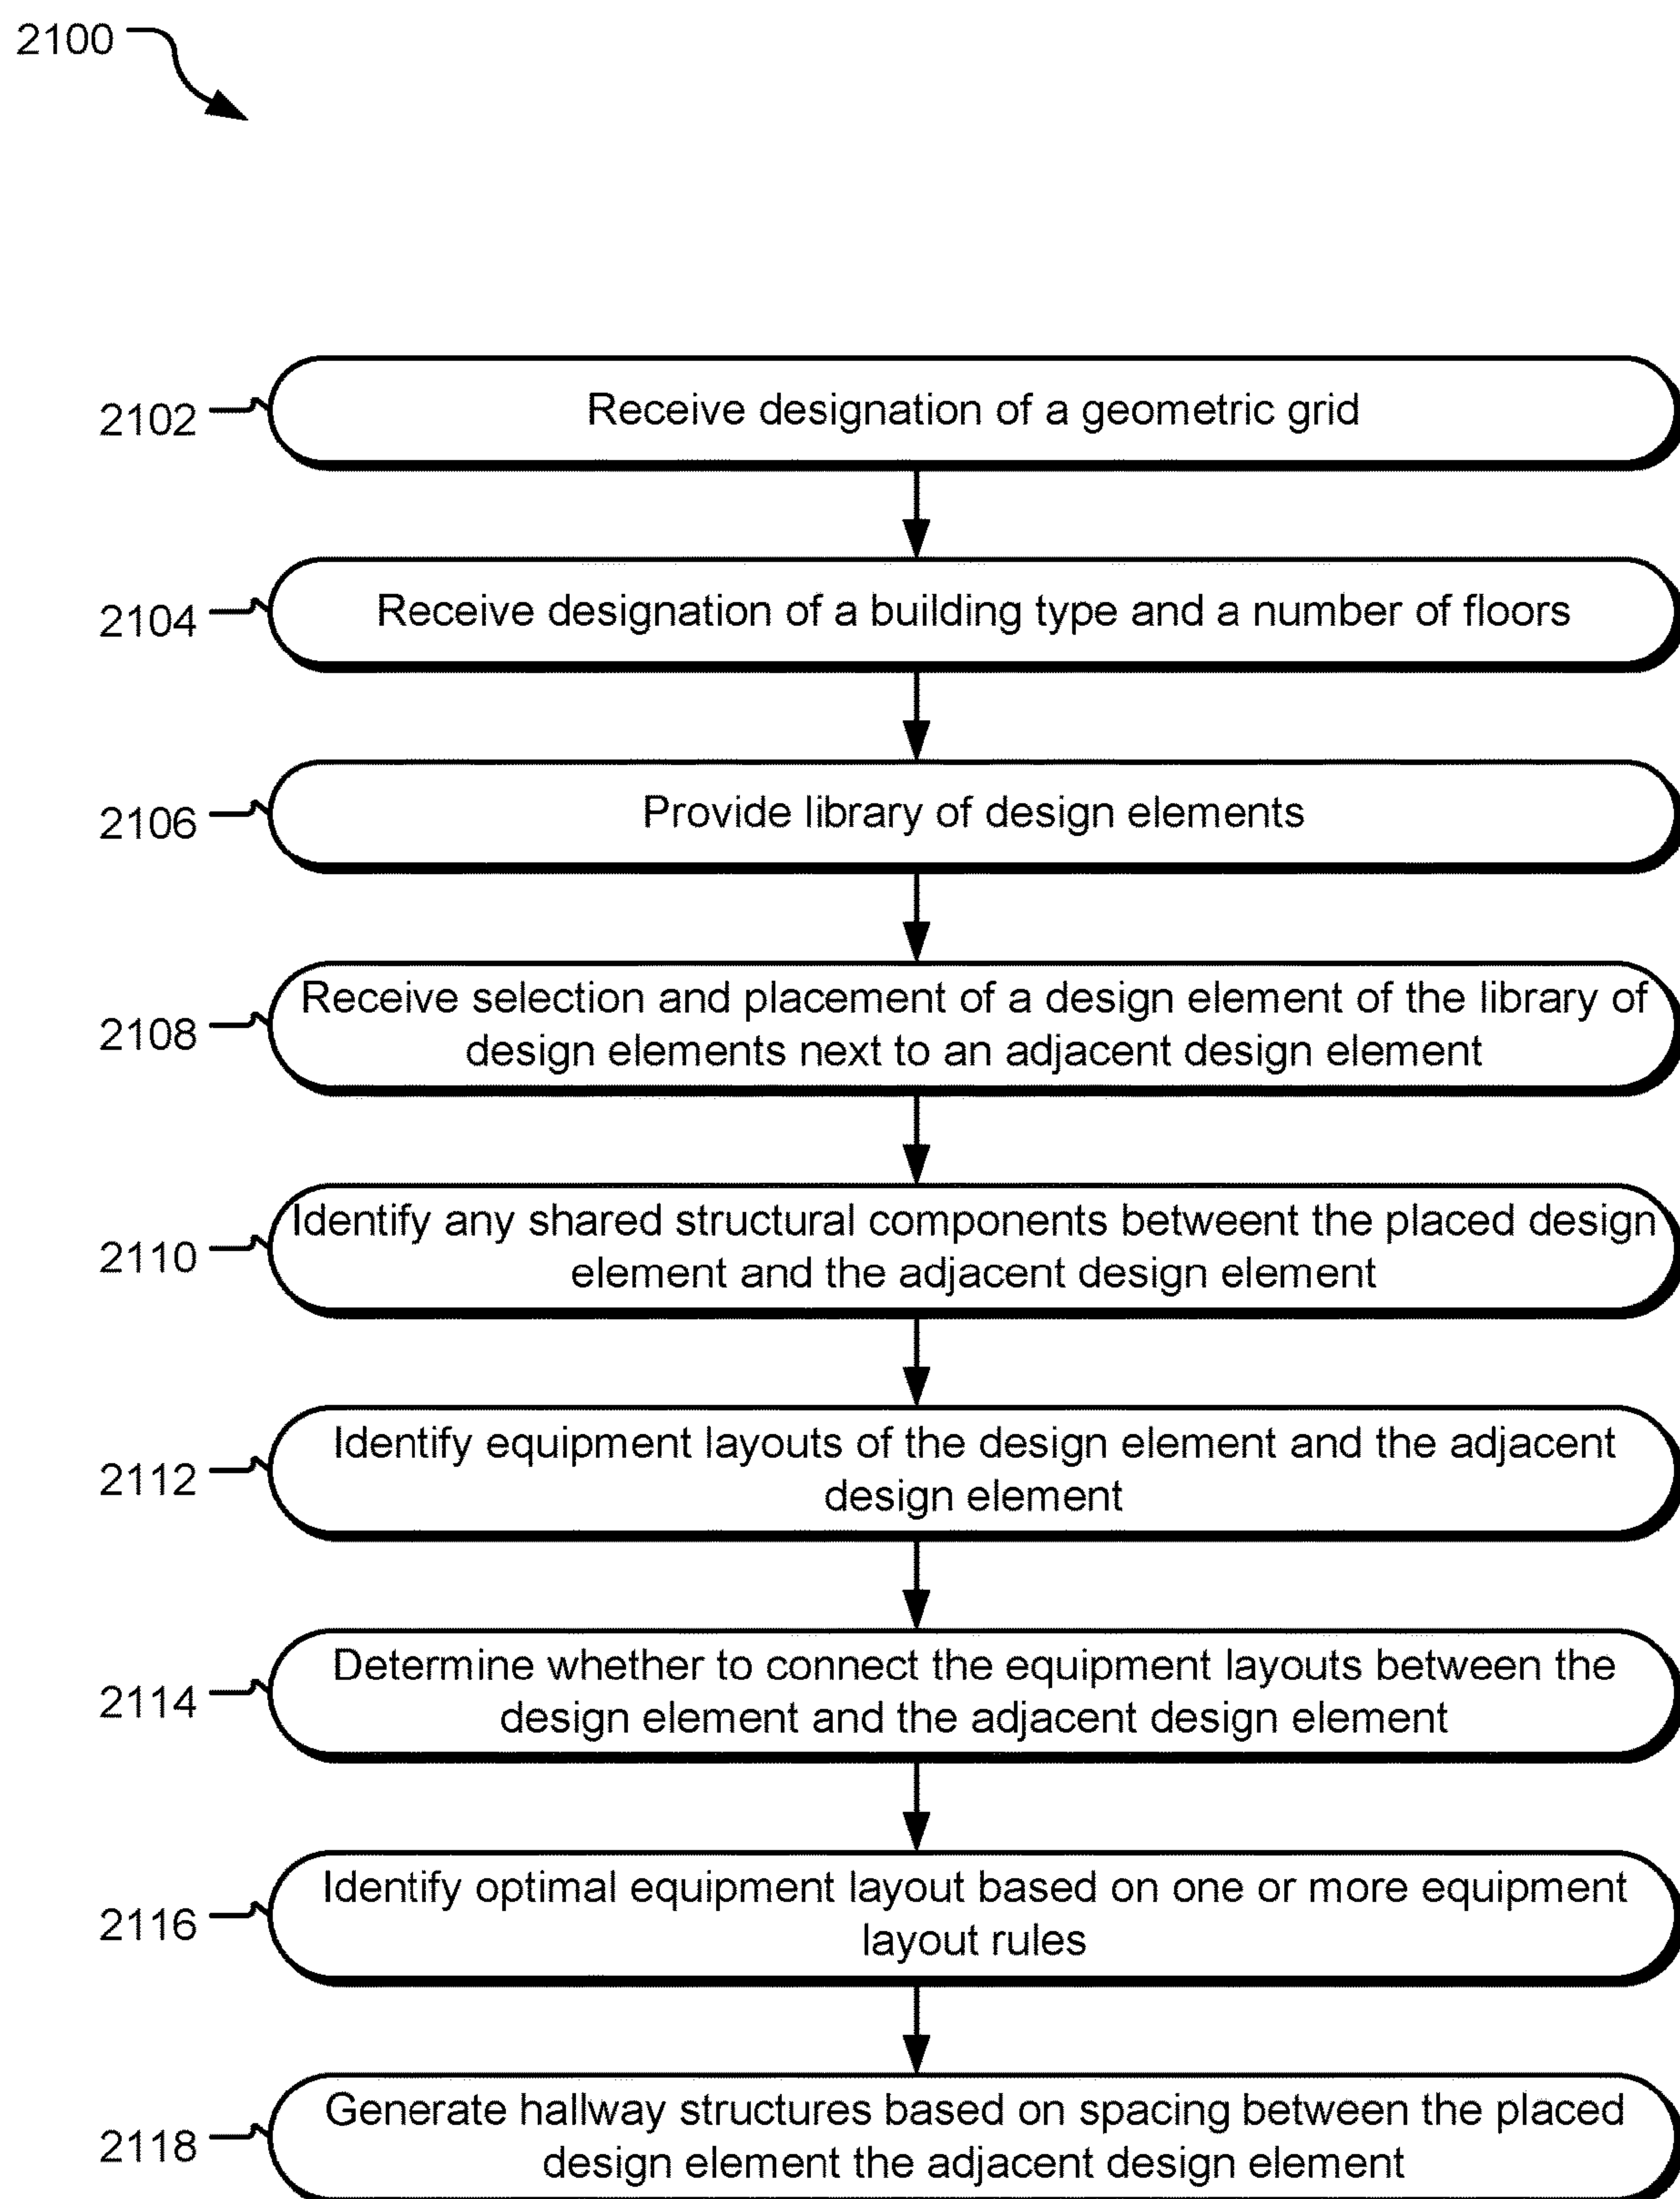 2100
2102
Receive designation of a geometric grid
2104
Receive designation of a building type and a number of floors
2106
Provide library of design elements
2108
Receive selection and placement of a design element of the library of
design elements next to an adjacent design element
2110
Identify any shared structural components betweent the placed design
element and the adjacent design element
2112
Identify equipment layouts of the design element and the adjacent
design element
2114
Determine whether to connect the equipment layouts between the
design element and the adjacent design element
2116
Identify optimal equipment layout based on one or more equipment
layout rules
2118
Generate hallway structures based on spacing between the placed
design element the adjacent design element